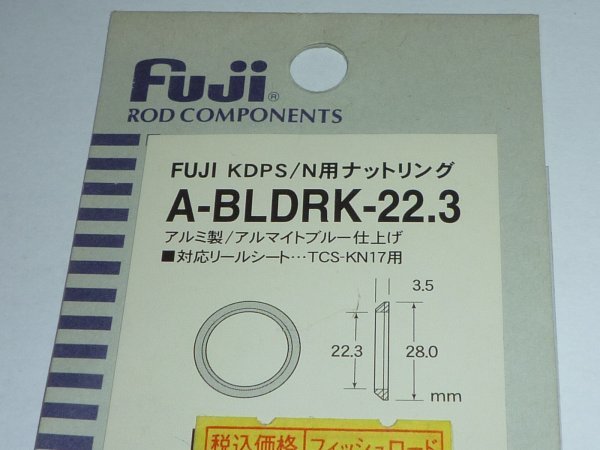 Fuji®
ROD COMPONENTS
FUJI KDPS/N用ナットリング
A-BLDRK-22.3
アルミ製/アルマイトブルー仕上げ
■対応リールシート…TCS-KN17用
3.5
22.3
28.0
mm
税込価格 フィッシュロード